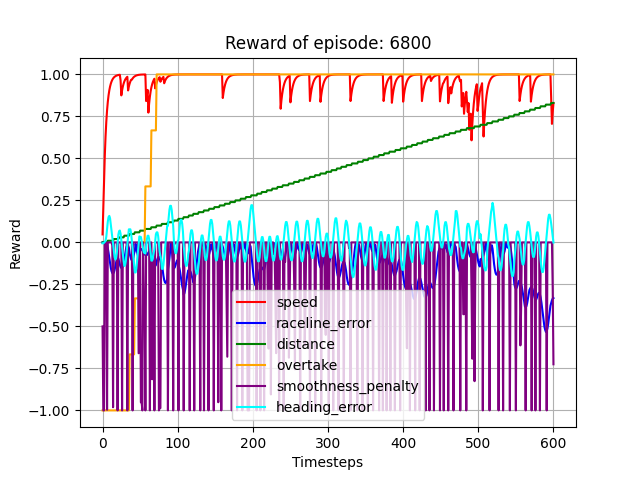 Reward of episode: 6800
Reward
1.00
0.75
0.50
0.25
0.00
−0.25
−0.50
−0.75
−1.00
speed
raceline_error
distance
overtake
smoothness_penalty
heading_error
0 100 200 300 400 500 600
Timesteps